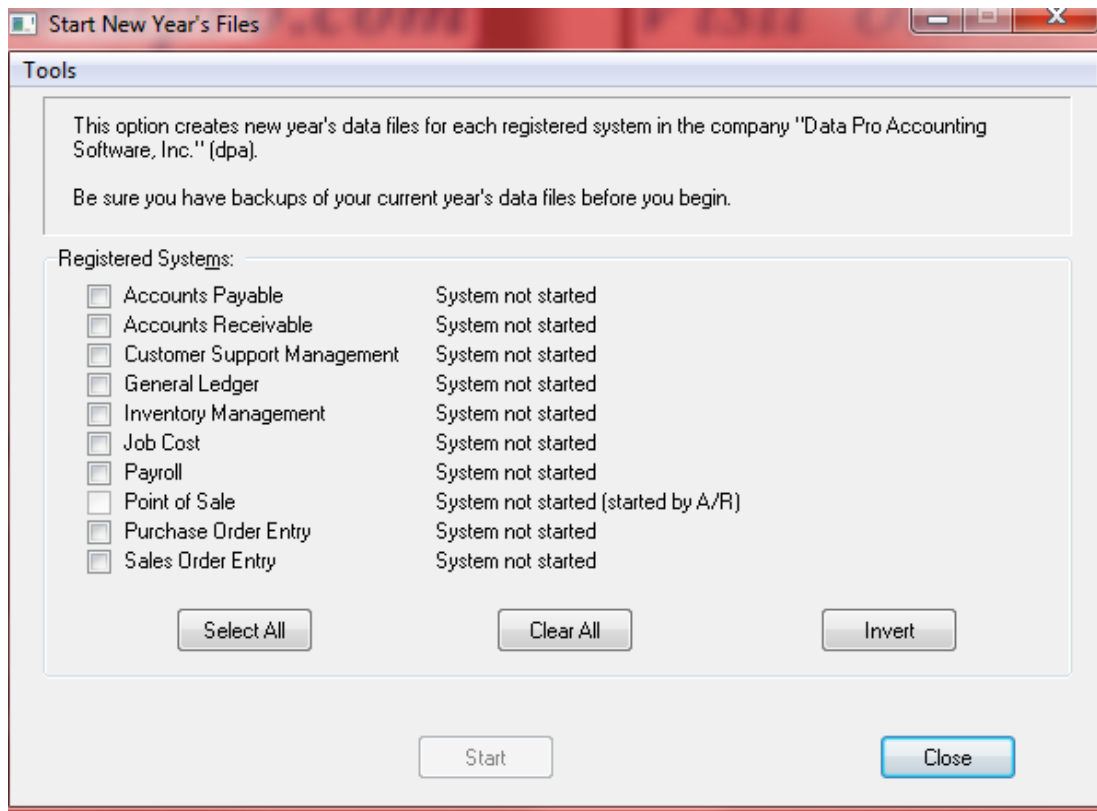 Start New Year's Files
Tools
This option creates new year's data files for each registered system in the company "Data Pro Accounting
Software, Inc." (dpa).
Be sure you have backups of your current year's data files before you begin.
Registered Systems:
Accounts Payable System not started
Accounts Receivable System not started
Customer Support Management System not started
General Ledger System not started
Inventory Management System not started
Job Cost System not started
Payroll System not started
Point of Sale System not started (started by A/R)
Purchase Order Entry System not started
Sales Order Entry System not started
Select All Clear All Invert
Start Close